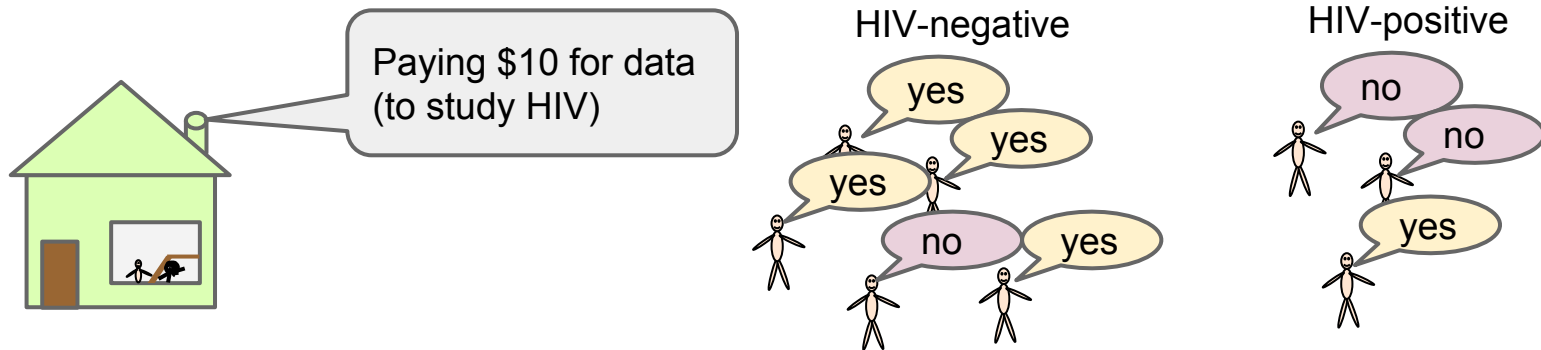 Paying $10 for data
(to study HIV)
HIV-negative
yes
yes
yes
no
yes
HIV-positive
no
no
yes